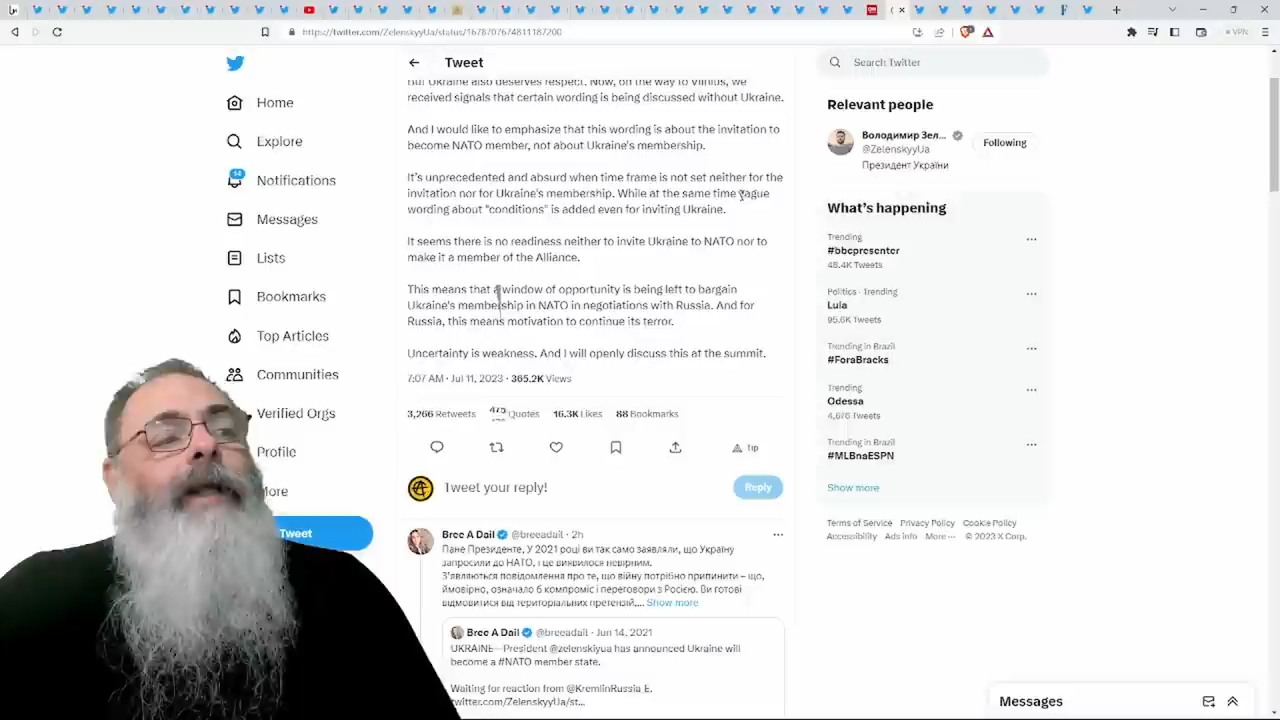 https://twitter.com/ZelenskyyUa/status/1678707674811187200
VPN
Tweet
Search Twitter
Home
Explore
14
Notifications
Messages
Lists
Bookmarks
Top Articles
Communities
Verified Orgs
Profile
More
Tweet
But Ukraine also deserves respect. Now, on the way to Vilnius, we
received signals that certain wording is being discussed without Ukraine.
And I would like to emphasize that this wording is about the invitation to
become NATO member, not about Ukraine's membership.
It's unprecedented and absurd when time frame is not set neither for the
invitation nor for Ukraine's membership. While at the same time vague
wording about "conditions" is added even for inviting Ukraine.
It seems there is no readiness neither to invite Ukraine to NATO nor to
make it a member of the Alliance.
This means that a window of opportunity is being left to bargain
Ukraine's membership in NATO in negotiations with Russia. And for
Russia, this means motivation to continue its terror.
Uncertainty is weakness. And I will openly discuss this at the summit.
7:07 AM · Jul 11, 2023 · 365.2K Views
3,266 Retweets Quotes 16.3K Likes 88 Bookmarks
Tip
Tweet your reply!
Reply
Bree A Dail @breeadail · 2h
Пане Президенте, У 2021 році ви так само заявляли, що Україну
запросили до НАТО, і це виявилося невірним.
З'являються повідомлення про те, що війну потрібно припинити – що,
ймовірно, означало б компроміс і переговори з Росією. Ви готові
відмовитися від територіальних претензій,... Show more
Bree A Dail @breeadail · Jun 14, 2021
UKRAINE—President @zelenskiyua has announced Ukraine will
become a #NATO member state.
Waiting for reaction from @KremlinRussia_E.
twitter.com/ZelenskyyUa/st...
Relevant people
Володимир Зел...
@ZelenskyyUa
Following
Президент України
What's happening
Trending
#bbcpresenter
48.4K Tweets
Politics · Trending
Lula
95.6K Tweets
Trending in Brazil
#ForaBracks
Trending
Odessa
4,676 Tweets
Trending in Brazil
#MLBnaESPN
Show more
Terms of Service Privacy Policy Cookie Policy
Accessibility Ads info More ··· © 2023 X Corp.
Messages